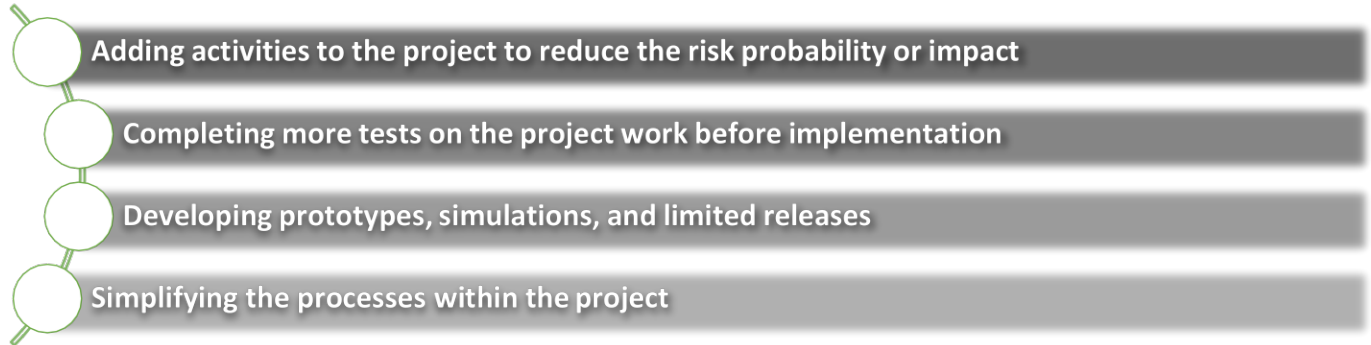 Adding activities to the project to reduce the risk probability or impact
Completing more tests on the project work before implementation
Developing prototypes, simulations, and limited releases
Simplifying the processes within the project